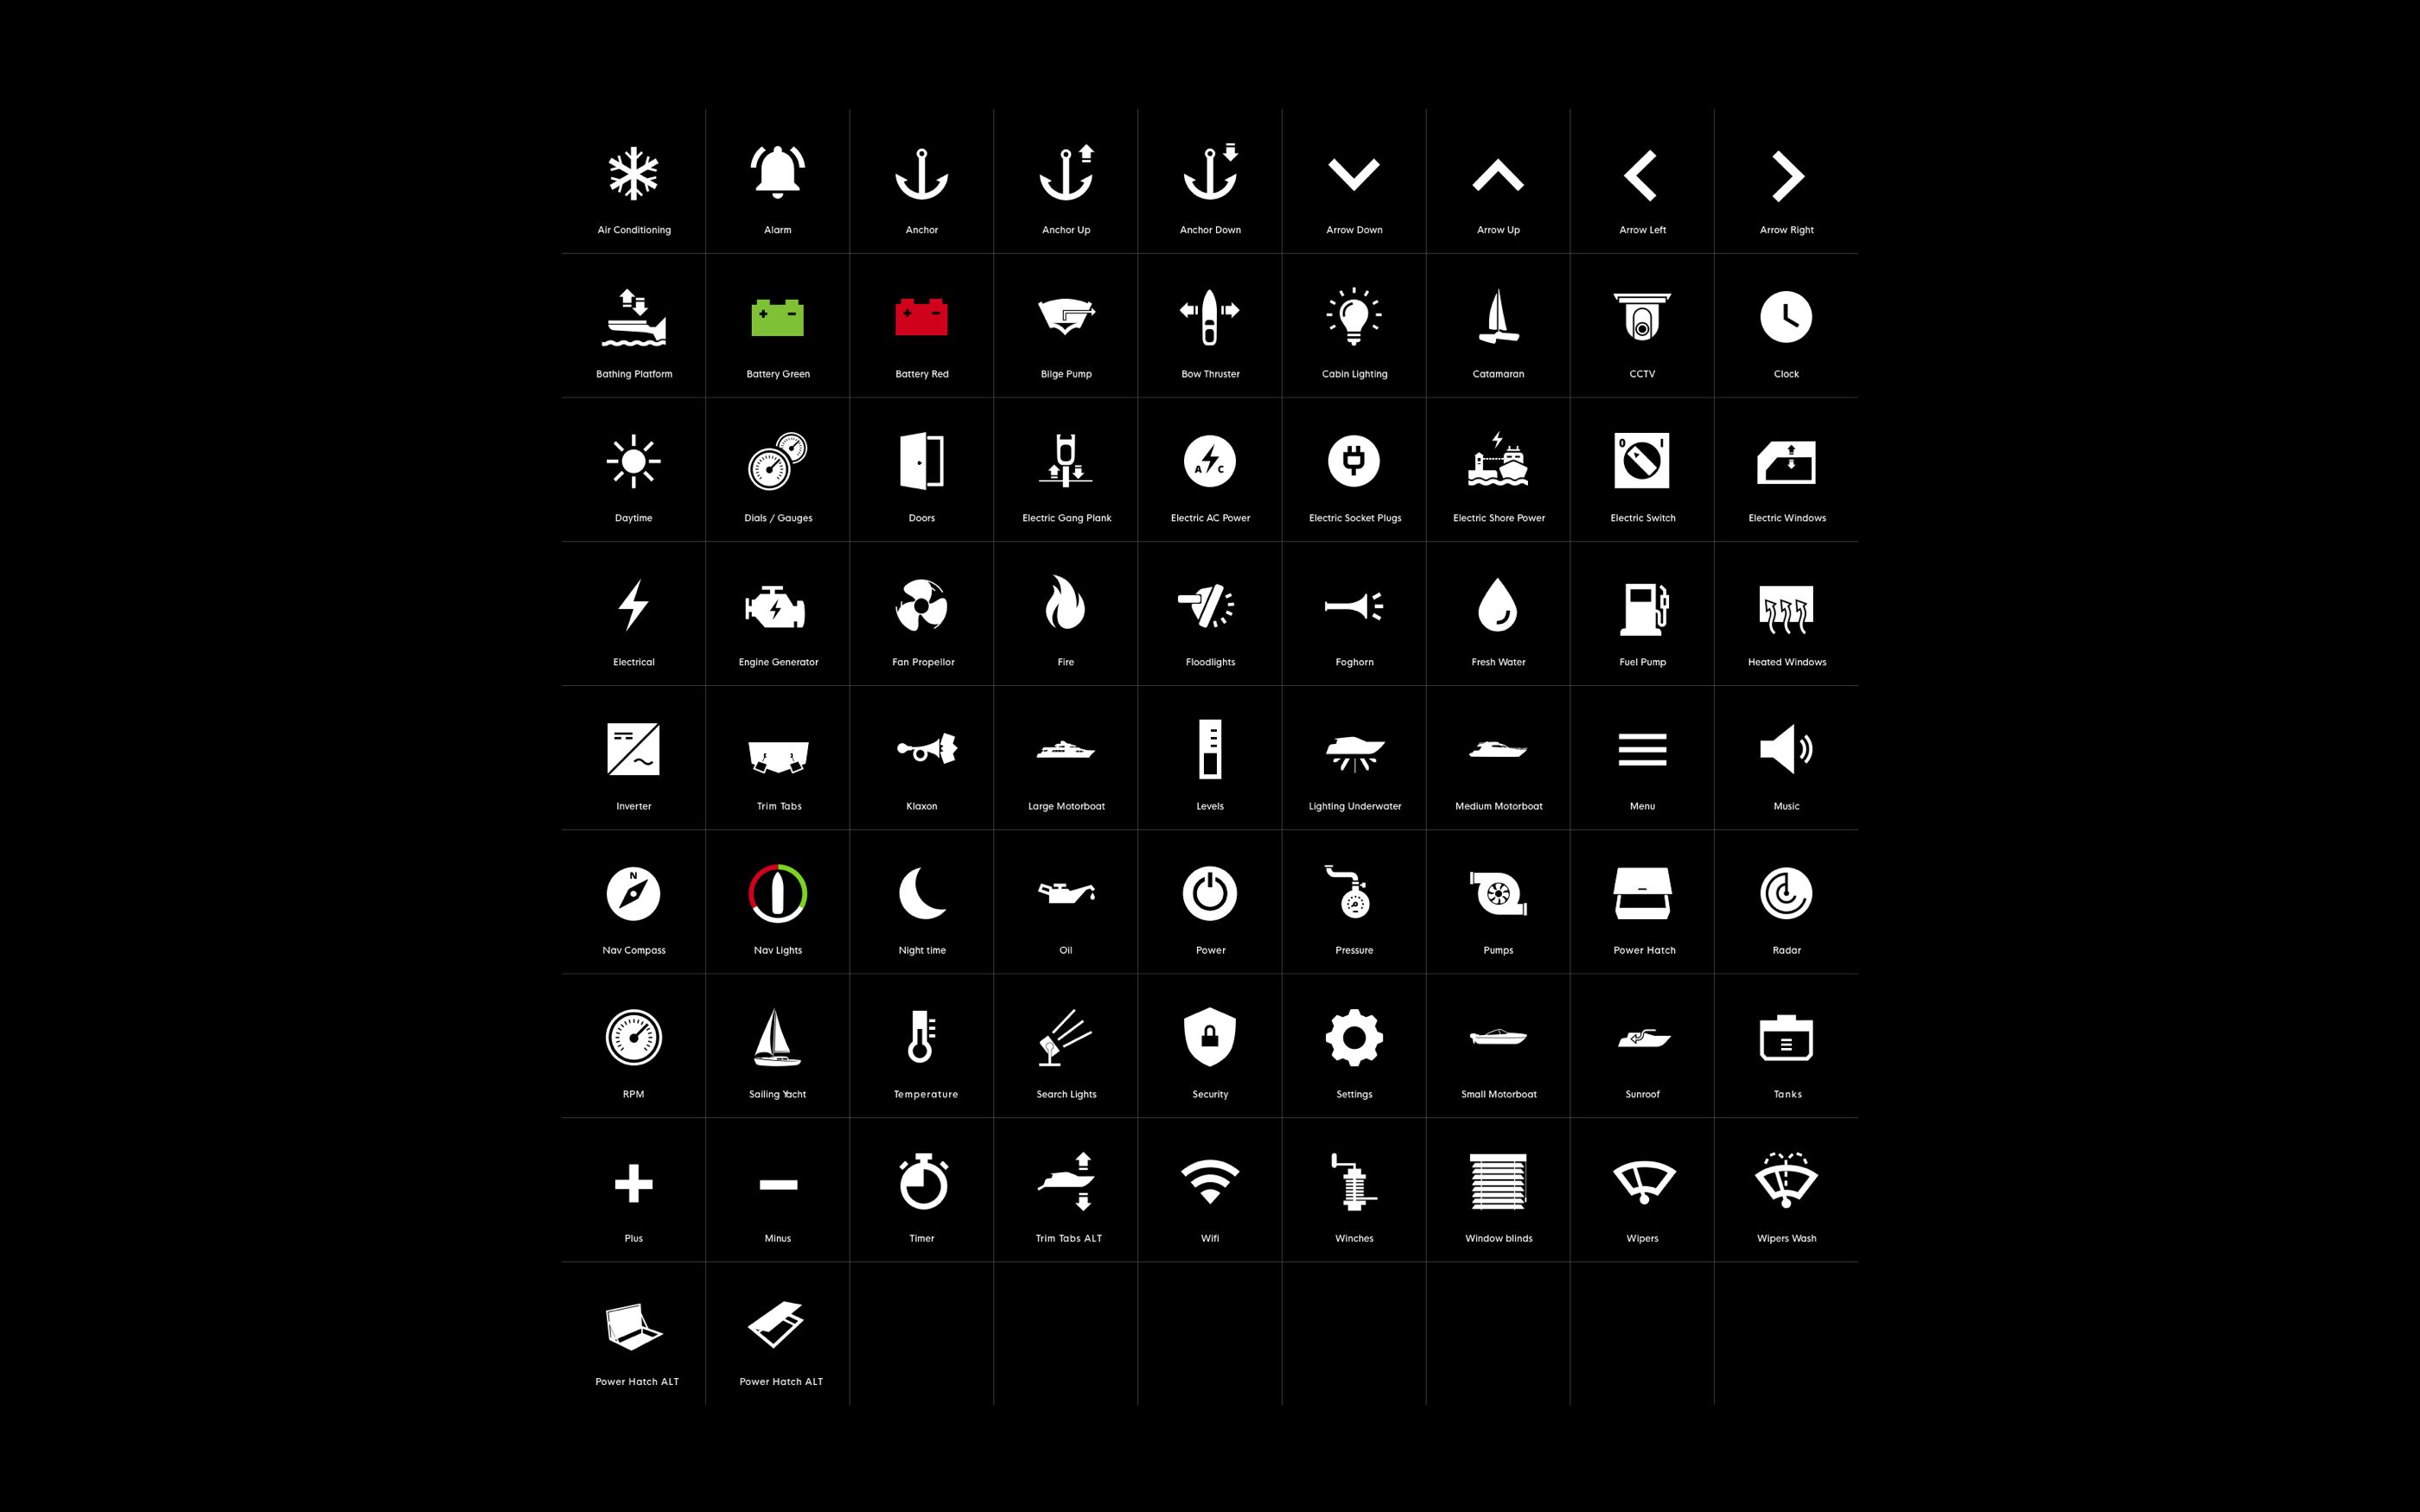 Air Conditioning
Alarm
Anchor
Anchor Up
Anchor Down
Arrow Down
Arrow Up
Arrow Left
Arrow Right
Bathing Platform
Battery Green
Battery Red
Bilge Pump
Bow Thruster
Cabin Lighting
Catamaran
CCTV
Clock
0 I
A C
Daytime
Dials / Gauges
Doors
Electric Gang Plank
Electric AC Power
Electric Socket Plugs
Electric Shore Power
Electric Switch
Electric Windows
Electrical
Engine Generator
Fan Propellor
Fire
Floodlights
Foghorn
Fresh Water
Fuel Pump
Heated Windows
Inverter
Trim Tabs
Klaxon
Large Motorboat
Levels
Lighting Underwater
Medium Motorboat
Menu
Music
N
Nav Compass
Nav Lights
Night time
Oil
Power
Pressure
Pumps
Power Hatch
Radar
RPM
Sailing Yacht
Temperature
Search Lights
Security
Settings
Small Motorboat
Sunroof
Tanks
Plus
Minus
Timer
Trim Tabs ALT
Wifi
Winches
Window blinds
Wipers
Wipers Wash
Power Hatch ALT
Power Hatch ALT